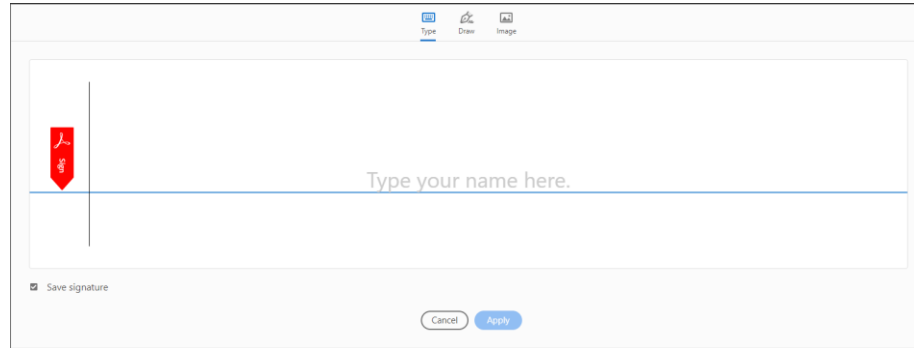 Type Draw Image
Sign
Type your name here.
Save signature
Cancel Apply